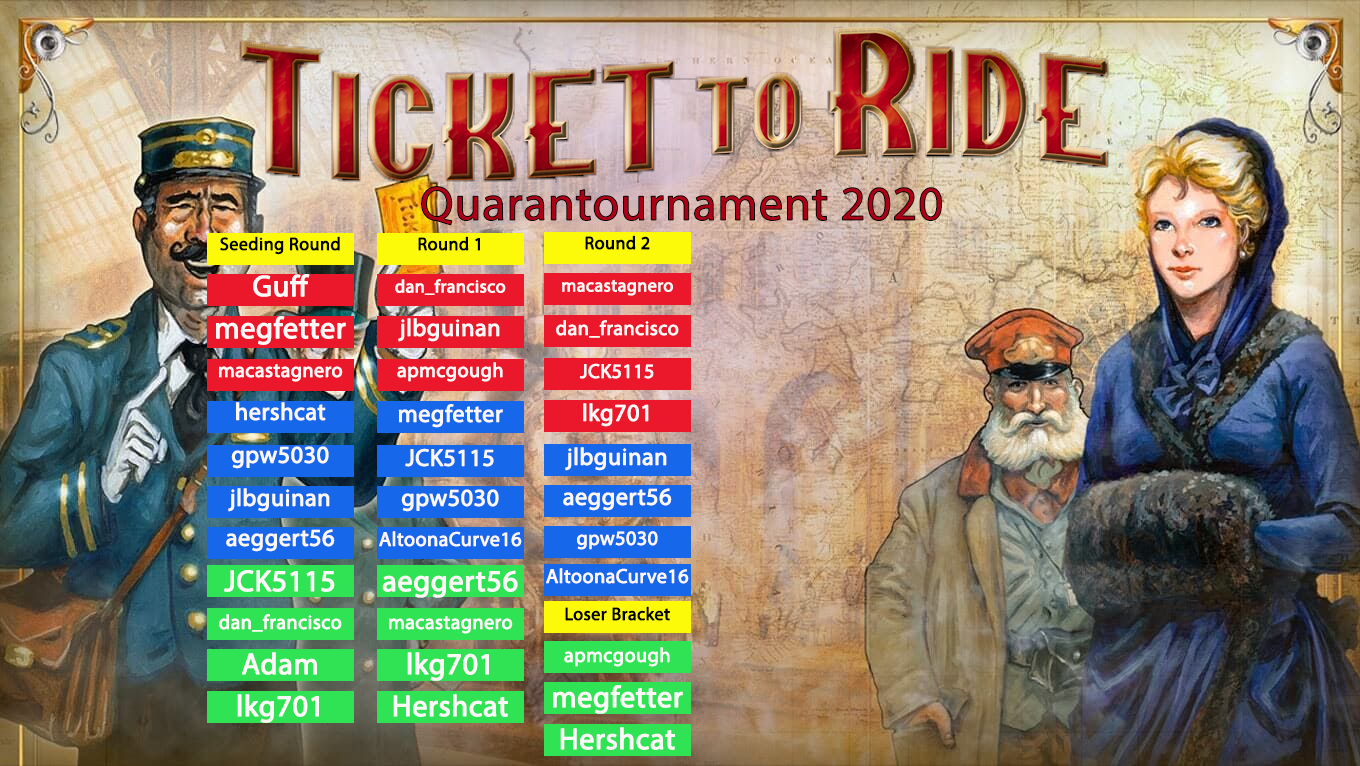 TICKET TO RIDE
Quarantournament 2020
Seeding Round
Guff
megfetter
macastagnero
hershcat
gpw5030
jlbguinan
aeggert56
JCK5115
dan_francisco
Adam
lkg701
Round 1
dan_francisco
jlbguinan
apmcgough
megfetter
JCK5115
gpw5030
AltoonaCurve16
aeggert56
macastagnero
lkg701
Hershcat
Round 2
macastagnero
dan_francisco
JCK5115
lkg701
jlbguinan
aeggert56
gpw5030
AltoonaCurve16
Loser Bracket
apmcgough
megfetter
Hershcat